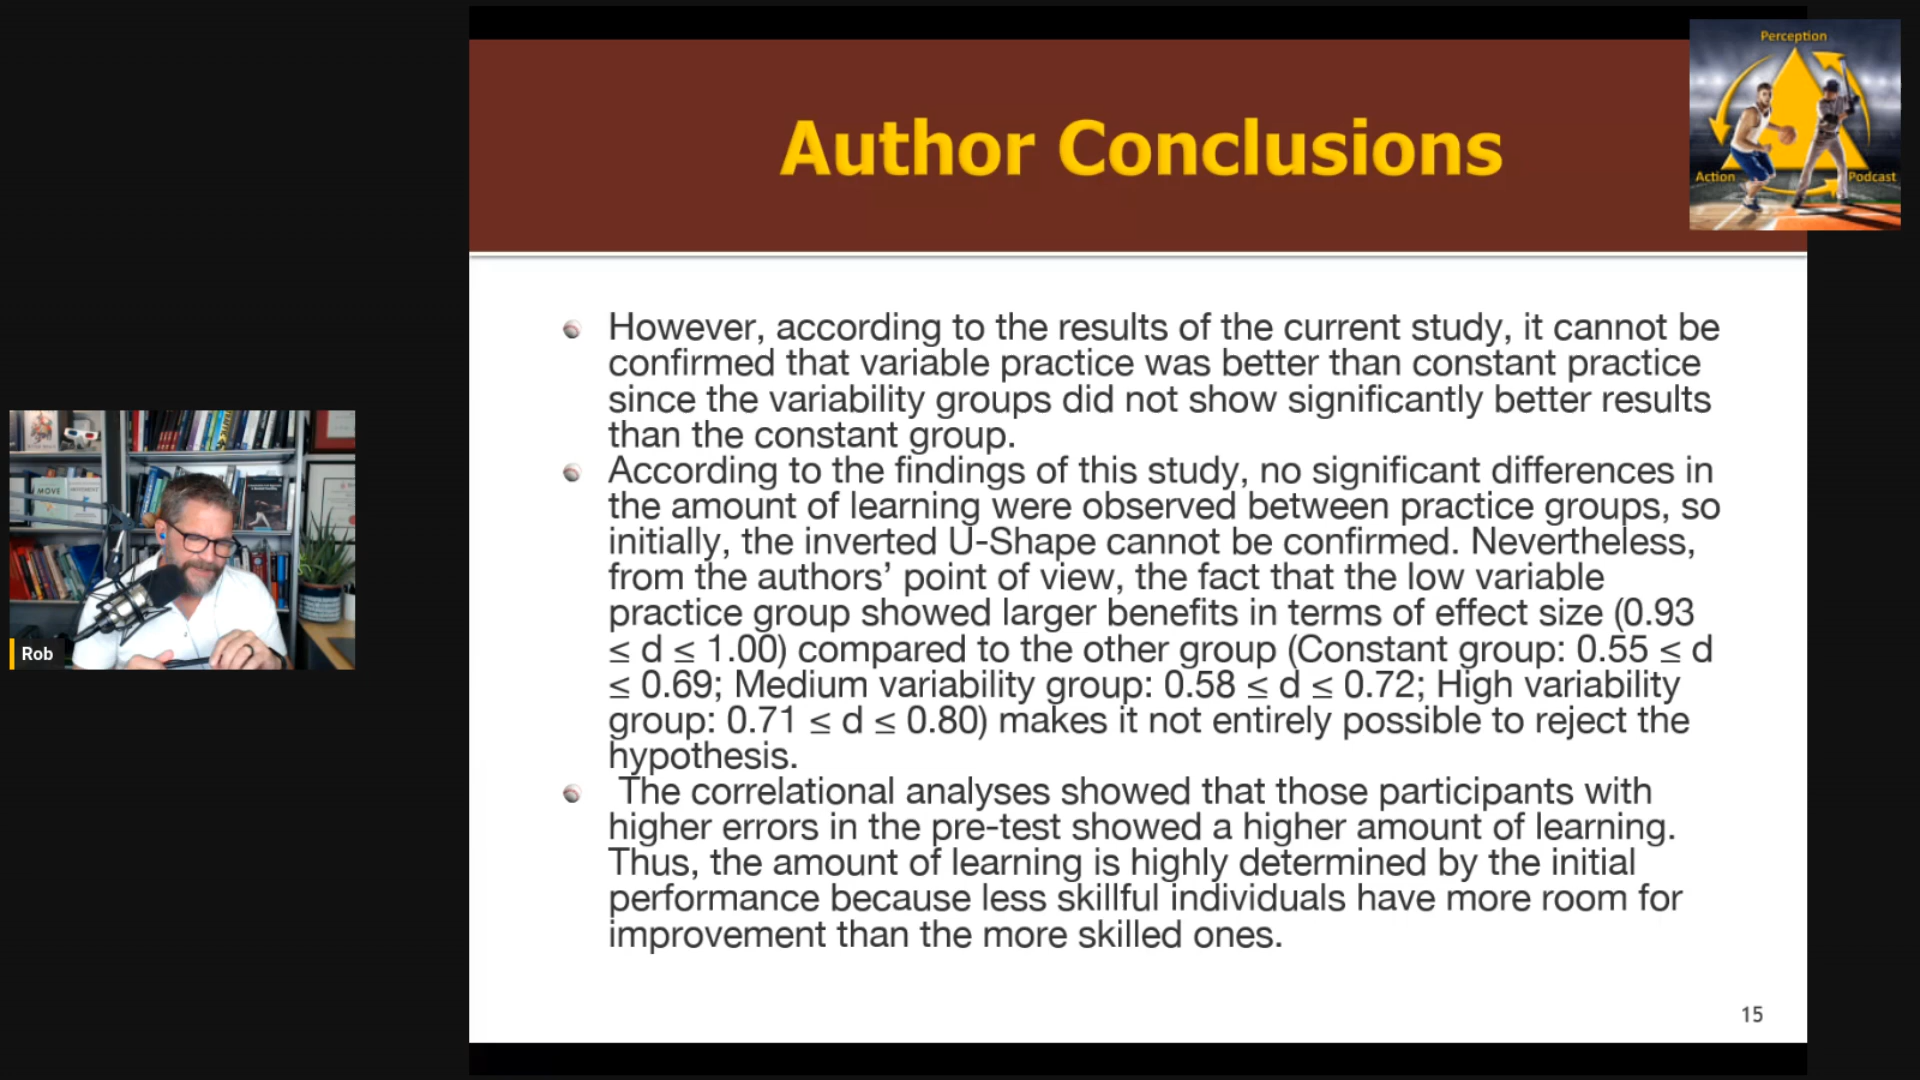 Author Conclusions
Perception
Action
Podcast
However, according to the results of the current study, it cannot be
confirmed that variable practice was better than constant practice
since the variability groups did not show significantly better results
than the constant group.
According to the findings of this study, no significant differences in
the amount of learning were observed between practice groups, so
initially, the inverted U-Shape cannot be confirmed. Nevertheless,
from the authors’ point of view, the fact that the low variable
practice group showed larger benefits in terms of effect size (0.93
≤ d ≤ 1.00) compared to the other group (Constant group: 0.55 ≤ d
≤ 0.69; Medium variability group: 0.58 ≤ d ≤ 0.72; High variability
group: 0.71 ≤ d ≤ 0.80) makes it not entirely possible to reject the
hypothesis.
The correlational analyses showed that those participants with
higher errors in the pre-test showed a higher amount of learning.
Thus, the amount of learning is highly determined by the initial
performance because less skillful individuals have more room for
improvement than the more skilled ones.
15
MOVE
Rob